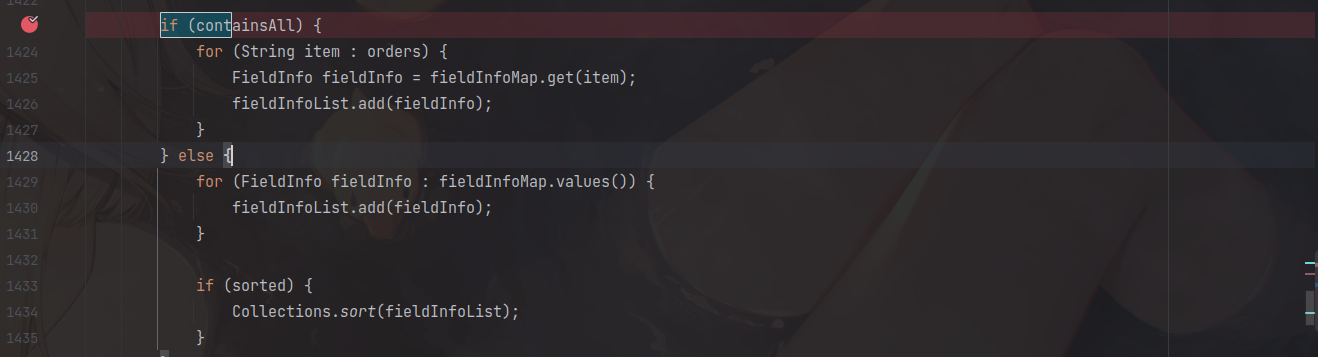 1422
if (containsAll) {
1424 for (String item : orders) {
1425 FieldInfo fieldInfo = fieldInfoMap.get(item);
1426 fieldInfoList.add(fieldInfo);
1427 }
1428 } else {
1429 for (FieldInfo fieldInfo : fieldInfoMap.values()) {
1430 fieldInfoList.add(fieldInfo);
1431 }
1432
1433 if (sorted) {
1434 Collections.sort(fieldInfoList);
1435 }